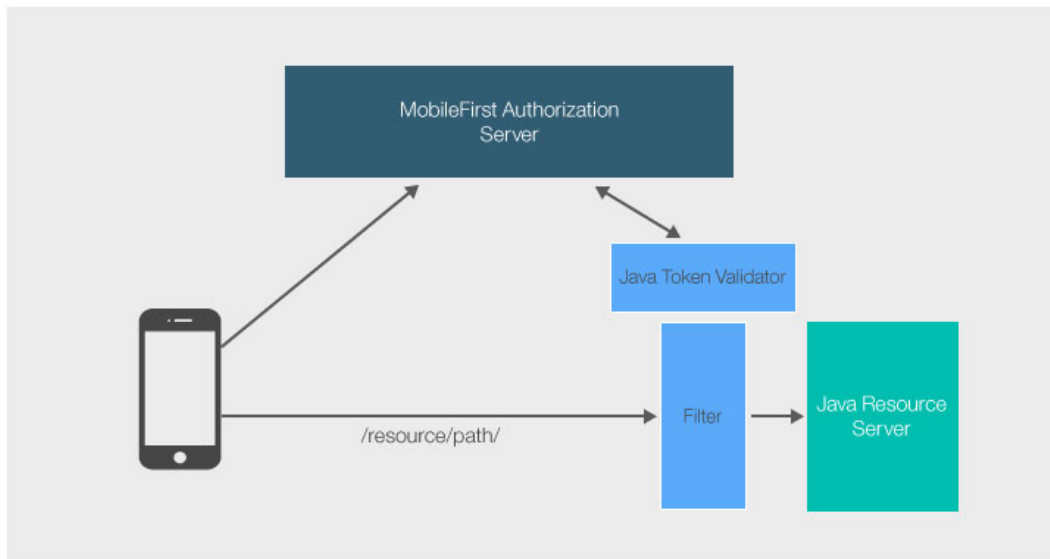 MobileFirst Authorization
Server
Java Token Validator
/resource/path/
Filter
Java Resource
Server